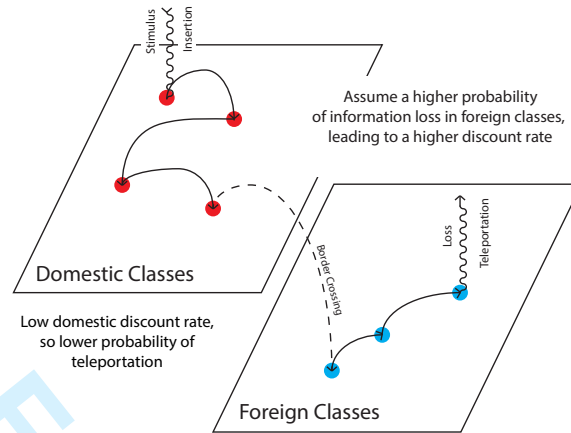 Stimulus
Insertion
Assume a higher probability
of information loss in foreign classes,
leading to a higher discount rate
Loss
Teleportation
Border Crossing
Domestic Classes
Low domestic discount rate,
so lower probability of
teleportation
Foreign Classes
E